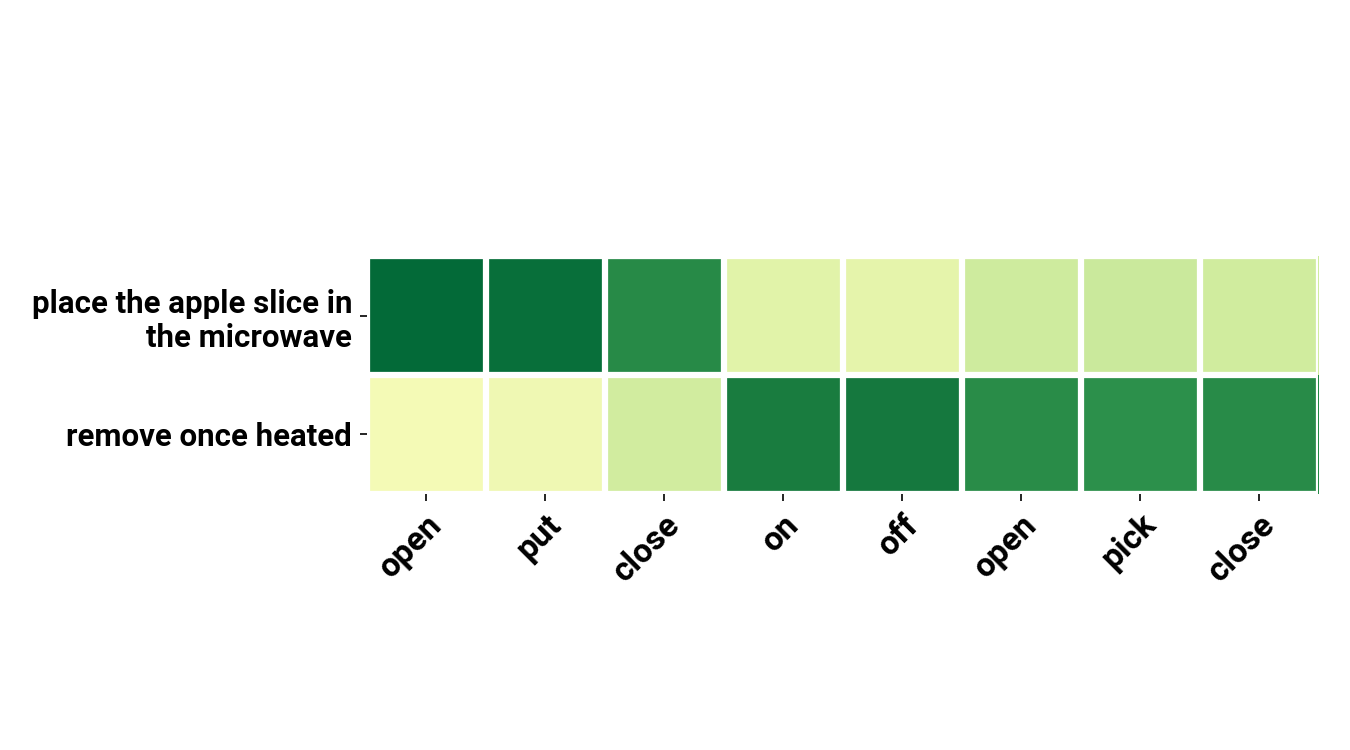 place the apple slice in
the microwave
remove once heated
open
put
close
on
off
open
pick
close